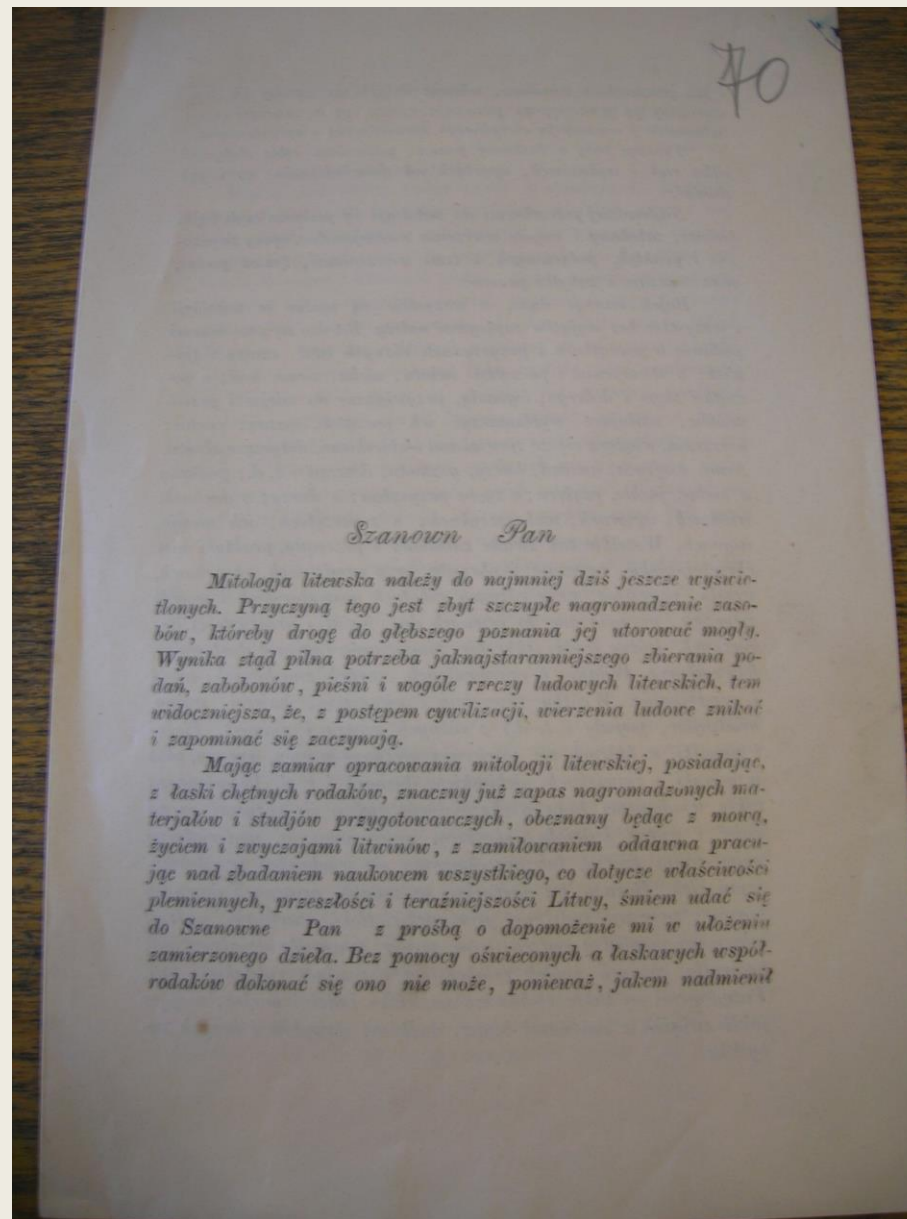 70
Szanown Pan
Mitologja litewska należy do najmniej dziś jeszcze wyświe-
tlonych. Przyczyną tego jest zbyt szczupłe nagromadzenie zaso-
bów, któreby drogę do głębszego poznania jej utorować mogły.
Wynika ztąd pilna potrzeba jaknajstaranniejszego zbierania po-
dań, zabobonów, pieśni i wogóle rzeczy ludowych litewskich, tem
widoczniejsza, że, z postępem cywilizacji, wierzenia ludowe znikać
i zapominać się zaczynają.
Mając zamiar opracowania mitologji litewskiej, posiadając,
z łaski chętnych rodaków, znaczny już zapas nagromadzonych ma-
terjałów i studjów przygotowawczych, obeznany będąc z mową,
życiem i zwyczajami litwinów, z zamiłowaniem oddawna pracu-
jąc nad zbadaniem naukowem wszystkiego, co dotycze właściwości
plemiennych, przeszłości i teraźniejszości Litwy, śmiem udać się
do Szanowne Pan z prośbą o dopomożenie mi w ułożeniu
zamierzonego dzieła. Bez pomocy oświeconych a łaskawych współ-
rodaków dokonać się ono nie może, ponieważ, jakem nadmienił